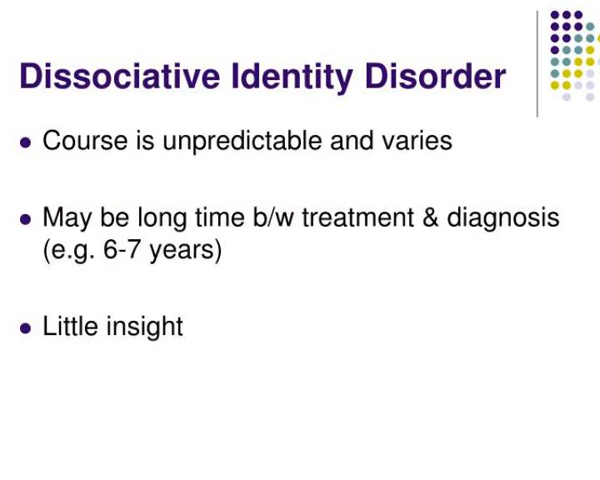 Dissociative Identity Disorder
● Course is unpredictable and varies
● May be long time b/w treatment & diagnosis
(e.g. 6-7 years)
● Little insight